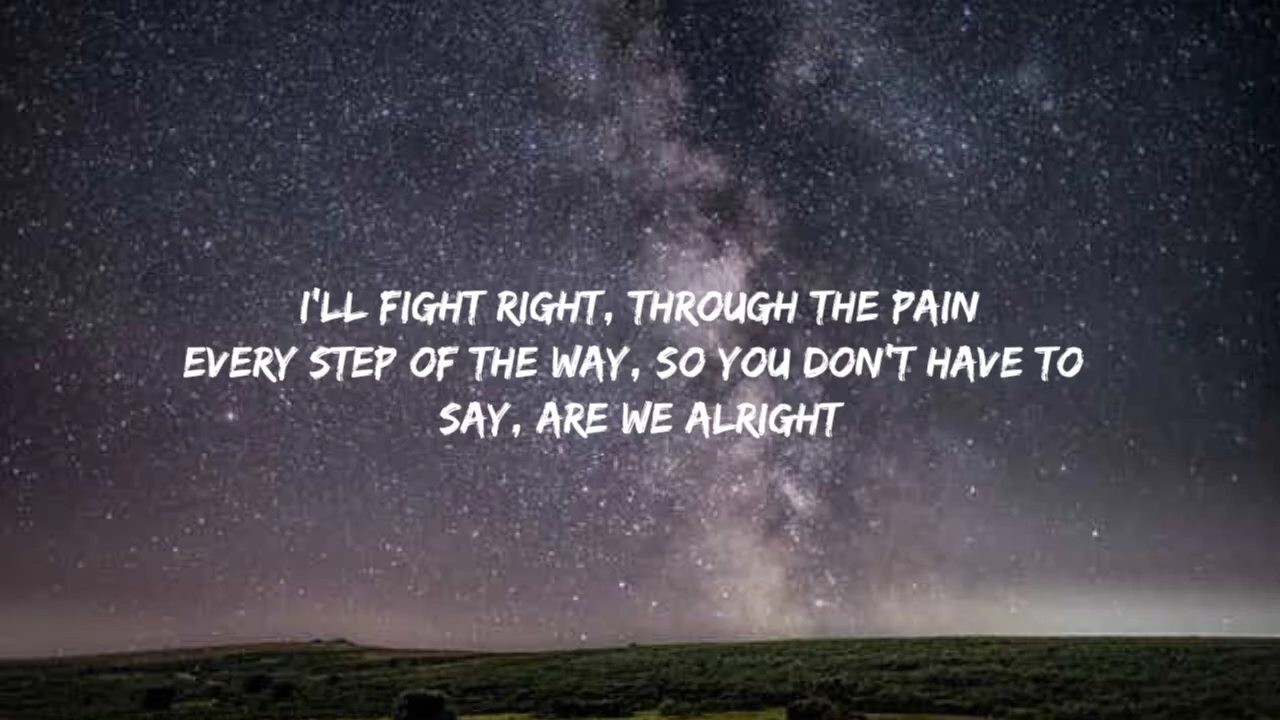 I'LL FIGHT RIGHT, THROUGH THE PAIN
EVERY STEP OF THE WAY, SO YOU DON'T HAVE TO
SAY, ARE WE ALRIGHT